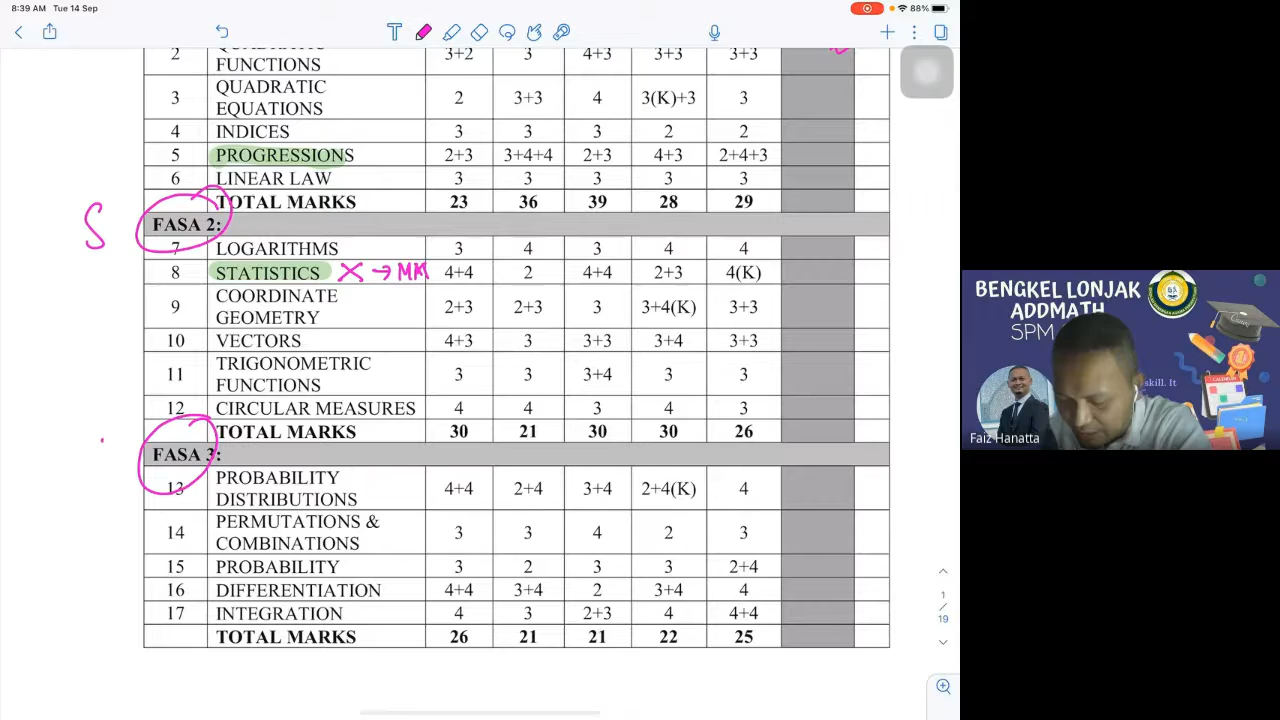 8:39 AM Tue 14 Sep
88%
T
2 QUADRATIC FUNCTIONS 3+2 3 4+3 3+3 3+3
3 QUADRATIC EQUATIONS 2 3+3 4 3(K)+3 3
4 INDICES 3 3 3 2 2
5 PROGRESSIONS 2+3 3+4+4 2+3 4+3 2+4+3
6 LINEAR LAW 3 3 3 3 3
TOTAL MARKS 23 36 39 28 29
S
FASA 2:
7 LOGARITHMS 3 4 3 4 4
8 STATISTICS X → MM 4+4 2 4+4 2+3 4(K)
9 COORDINATE GEOMETRY 2+3 2+3 3 3+4(K) 3+3
10 VECTORS 4+3 3 3+3 3+4 3+3
11 TRIGONOMETRIC FUNCTIONS 3 3 3+4 3 3
12 CIRCULAR MEASURES 4 4 3 4 3
TOTAL MARKS 30 21 30 30 26
FASA 3:
13 PROBABILITY DISTRIBUTIONS 4+4 2+4 3+4 2+4(K) 4
14 PERMUTATIONS & COMBINATIONS 3 3 4 2 3
15 PROBABILITY 3 2 3 3 2+4
16 DIFFERENTIATION 4+4 3+4 2 3+4 4
17 INTEGRATION 4 3 2+3 4 4+4
TOTAL MARKS 26 21 21 22 25
1
/
19
BENGKEL LONJAK
ADDMATH
SPM
skill. It
CALENDAR
Faiz Hanatta